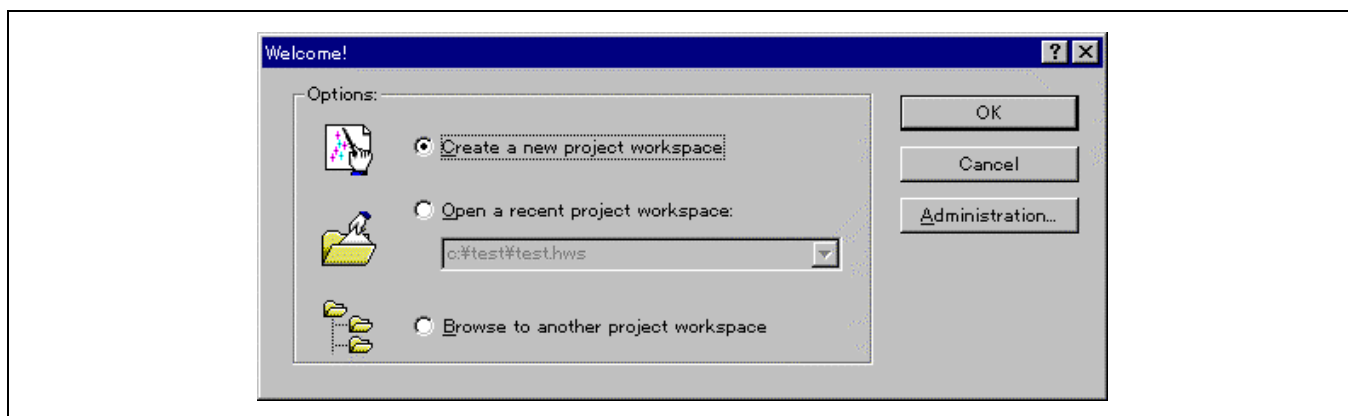 Welcome!
Options:
Create a new project workspace
Open a recent project workspace:
c:¥test¥test.hws
Browse to another project workspace
OK
Cancel
Administration...